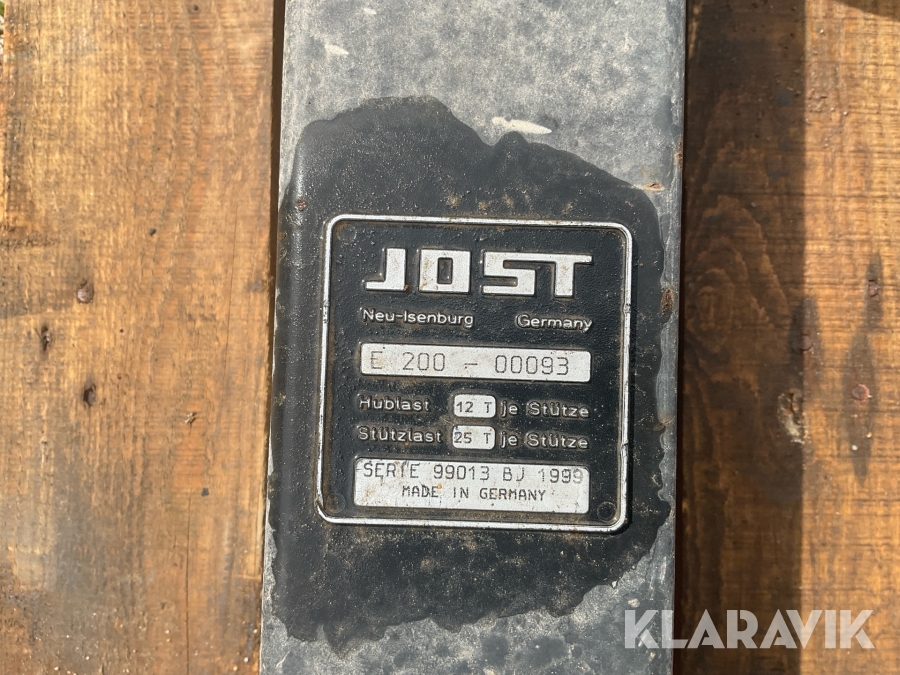 JOST
Neu-Isenburg Germany
E 200 - 00093
Hublast 12 T je Stütze
Stützlast 25 T je Stütze
SERIE 99013 BJ 1999
MADE IN GERMANY
KLARAVIK